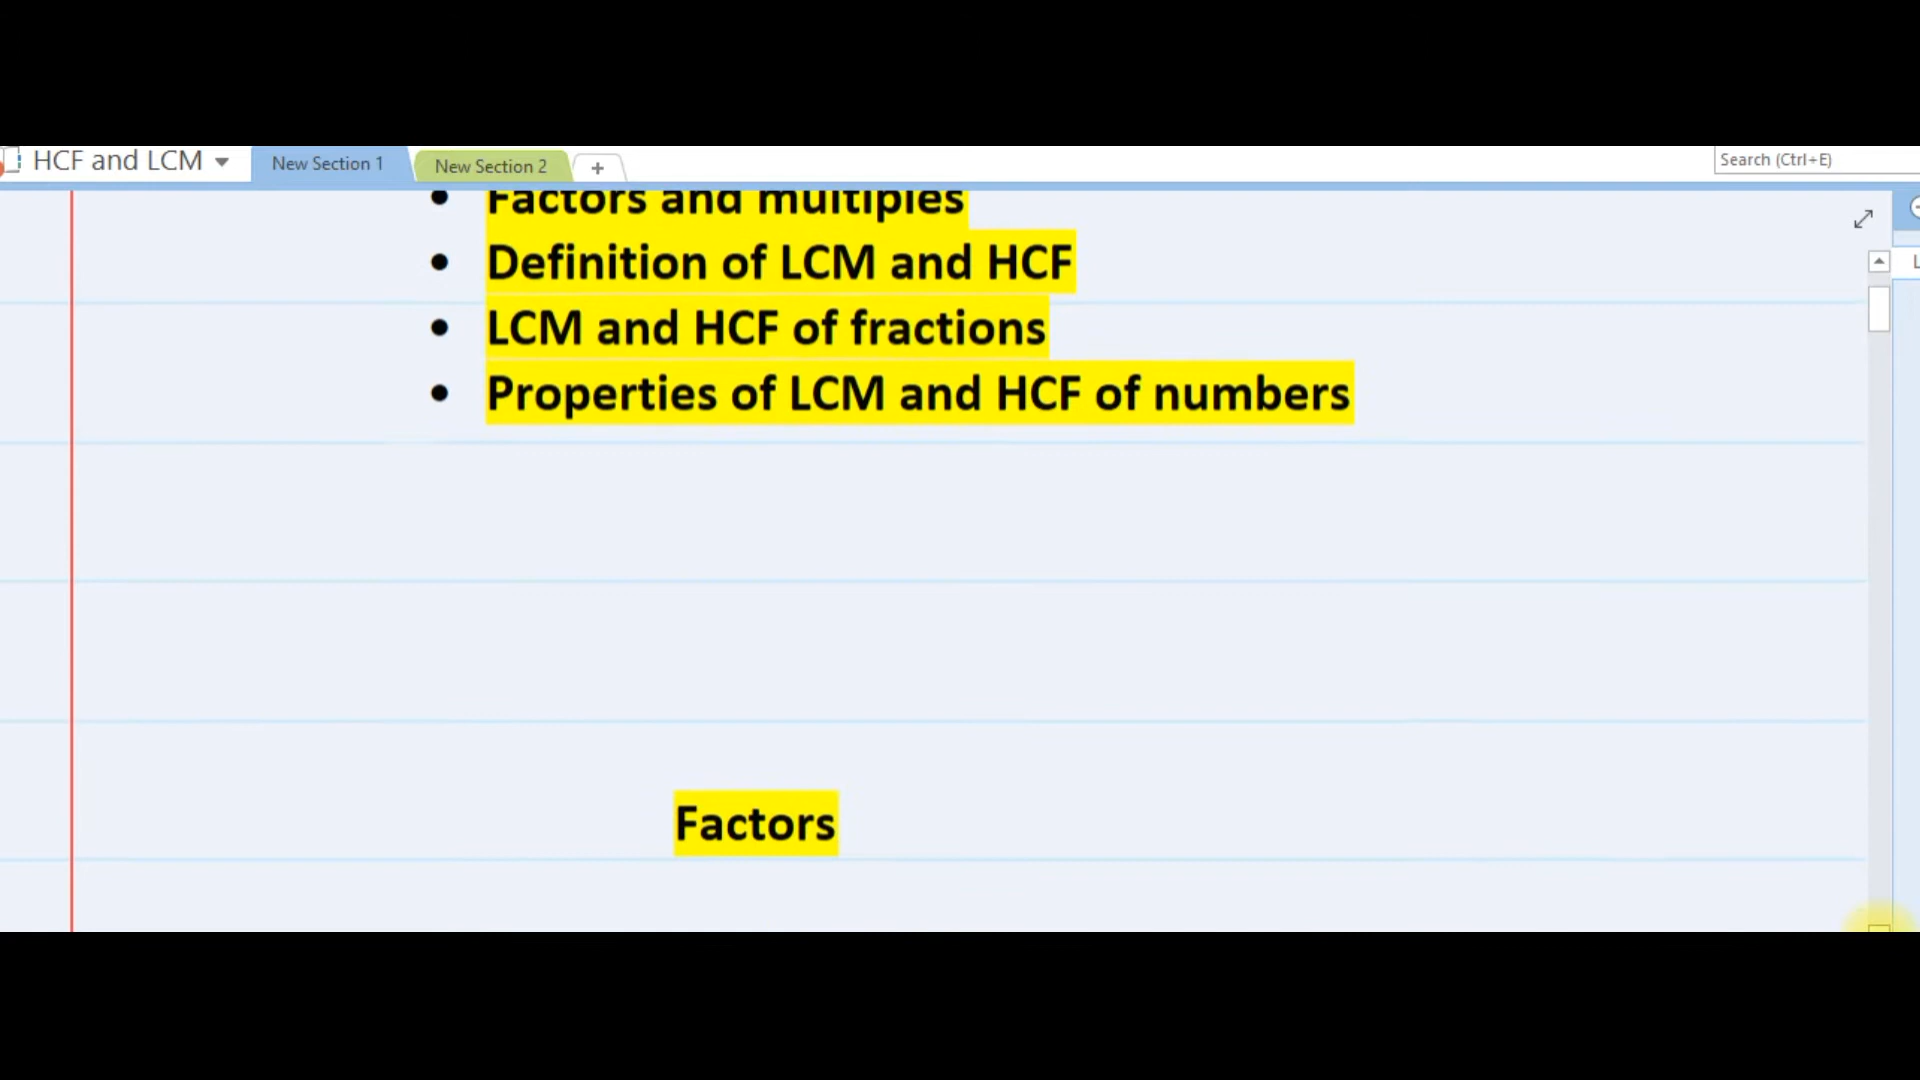 HCF and LCM
New Section 1
New Section 2
Search (Ctrl+E)
• Factors and multiples
• Definition of LCM and HCF
• LCM and HCF of fractions
• Properties of LCM and HCF of numbers
Factors